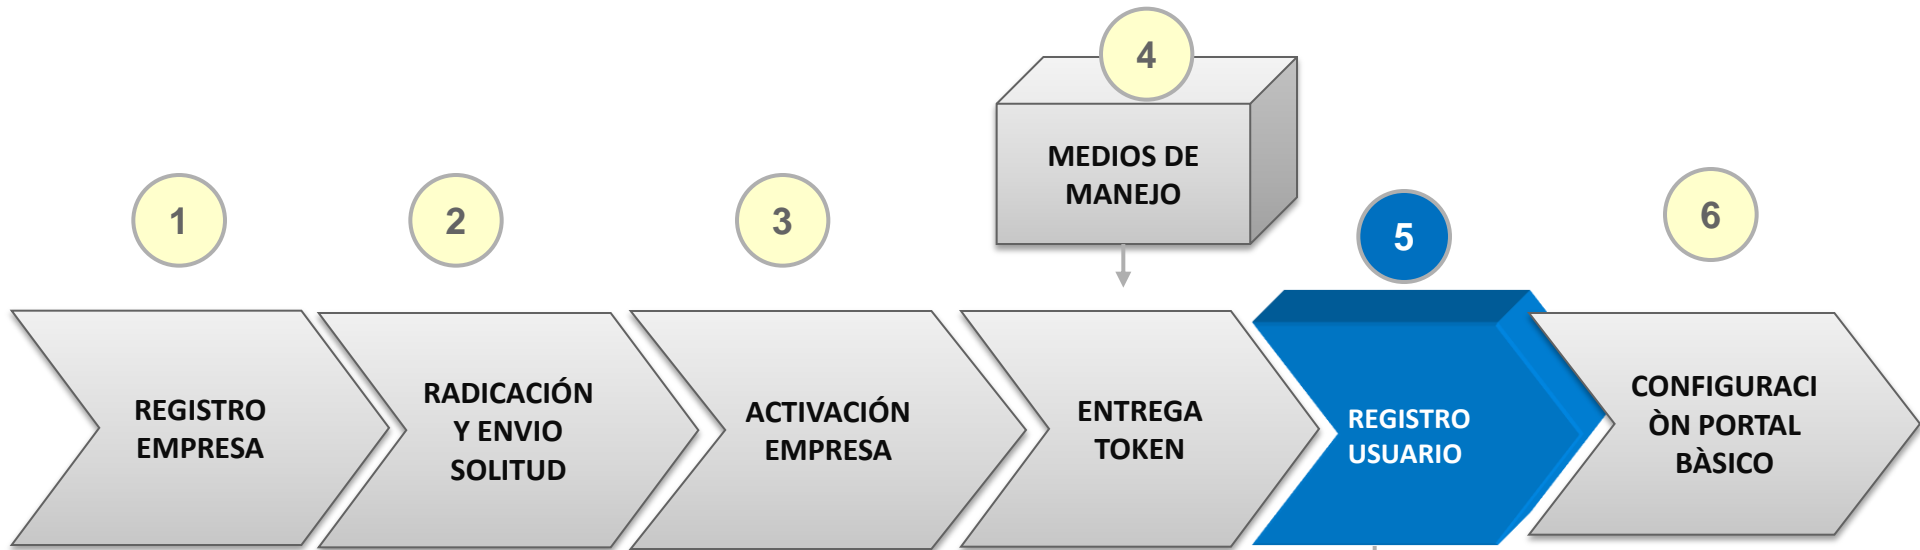 1
REGISTRO
EMPRESA
2
RADICACIÓN
Y ENVIO
SOLITUD
3
ACTIVACIÓN
EMPRESA
4
MEDIOS DE
MANEJO
ENTREGA
TOKEN
5
REGISTRO
USUARIO
6
CONFIGURACI
ÒN PORTAL
BÀSICO